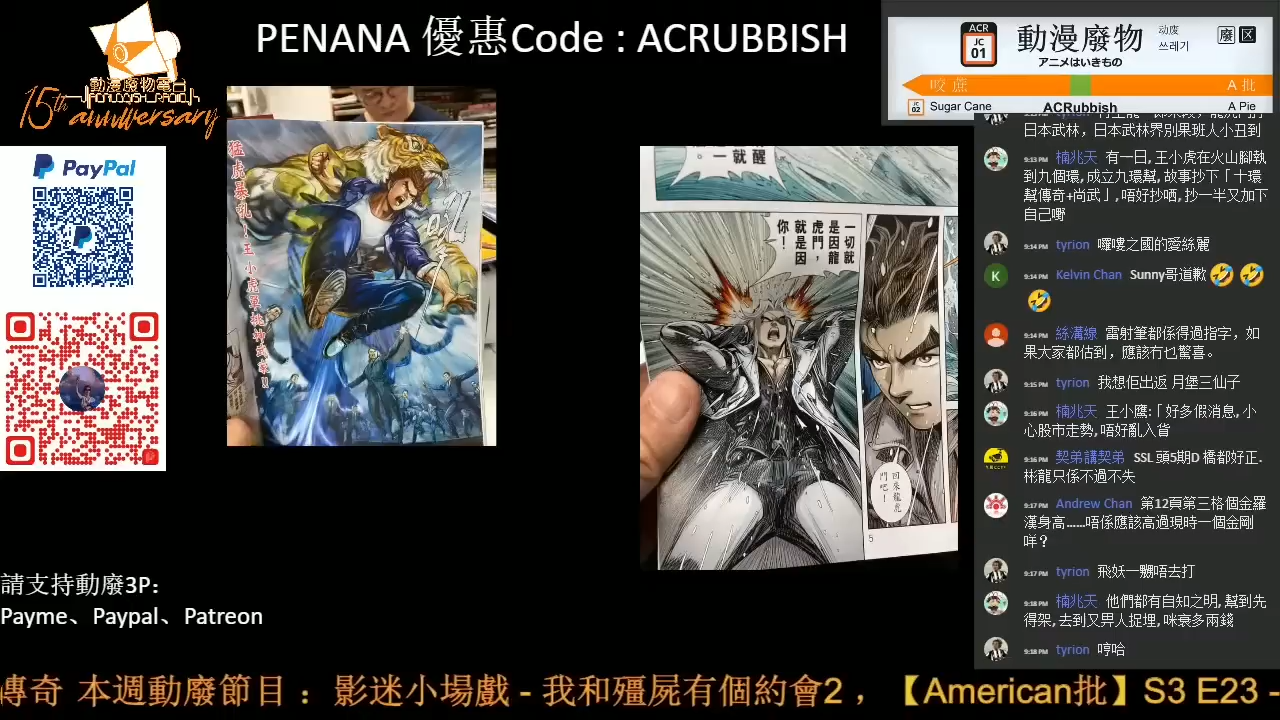 PENANA 優惠Code : ACRUBBISH
動漫廢物電台
15th anniversary
ACR
JC
01
動漫廢物
动废
쓰레기
アニメはいきもの
廢 区
咬蔗
A 批
JC
02
Sugar Cane
ACRubbish
A Pie
PayPal
猛虎暴吼！王小虎單挑
醒
就一。
一切就
是因龍
虎門，
就是因
你！
回來龍虎
門吧！
5
日本武林，日本武林界別果班人小丑到
9:13 PM 楠兆天 有一日,王小虎在火山腳執
到九個環,成立九環幫,故事抄下「十環
幫傳奇+尚武」,唔好抄哂,抄一半又加下
自己嘢
9:14 PM tyrion 囉嘍之國的愛絲麗
K
9:14 PM Kelvin Chan Sunny哥道歉🤣 🤣
🤣
9:14 PM 絲濿線 雷射筆都係得過指字，如
果大家都估到，應該冇乜驚喜。
9:15 PM tyrion 我想佢出返 月堡三仙子
9:16 PM 楠兆天 王小鷹:「好多假消息,小
心股市走勢,唔好亂入貨
9:16 PM 契弟講契弟 SSL 頭5期D 橋都好正.
林龍只係不過不失
9:17 PM Andrew Chan 第12頁第三格個金羅
漢身高......唔係應該高過現時一個金剛
咩？
9:17 PM tyrion 飛妖一嬲唔去打
9:18 PM 楠兆天 他們都有自知之明,幫到先
得架,去到又男人捉埋,咪衰多兩錢
9:18 PM tyrion 哼哈
請支持動廢3P：
Payme、Paypal、Patreon
傳奇 本週動廢節目 ： 影迷小場戲 - 我和殭屍有個約會2 ， 【American批】S3 E23 -